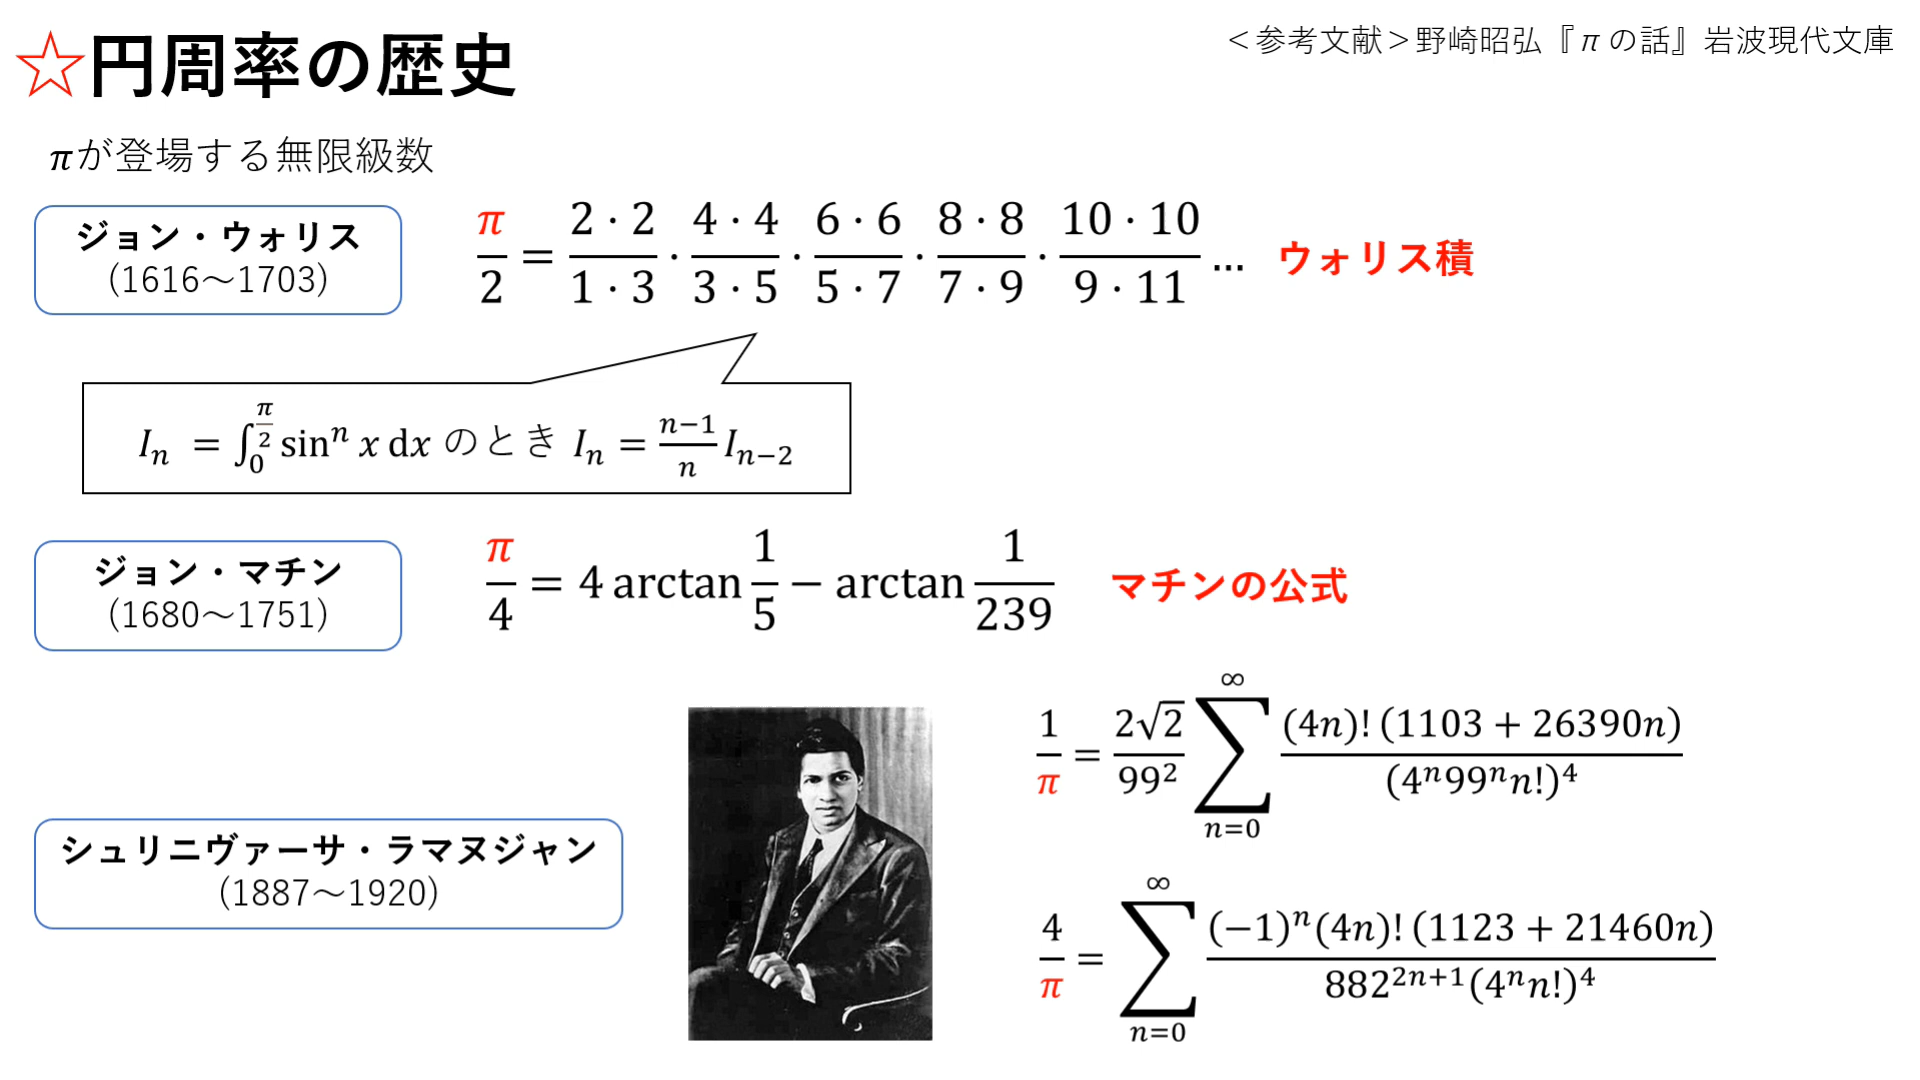 ☆円周率の歴史
<参考文献>野崎昭弘『πの話』岩波現代文庫
πが登場する無限級数
ジョン・ウォリス
(1616～1703)
π/2 = (2・2)/(1・3)・(4・4)/(3・5)・(6・6)/(5・7)・(8・8)/(7・9)・(10・10)/(9・11) … ウォリス積
I_n = ∫_0^{π/2} sin^n x dx のとき I_n = (n−1)/n I_{n−2}
ジョン・マチン
(1680～1751)
π/4 = 4 arctan 1/5 − arctan 1/239 マチンの公式
シュリニヴァーサ・ラマヌジャン
(1887～1920)
1/π = 2√2/99² ∑_{n=0}^{∞} (4n)! (1103 + 26390n)/(4^n 99^n n!)^4
4/π = ∑_{n=0}^{∞} (−1)^n (4n)! (1123 + 21460n)/882^{2n+1} (4^n n!)^4